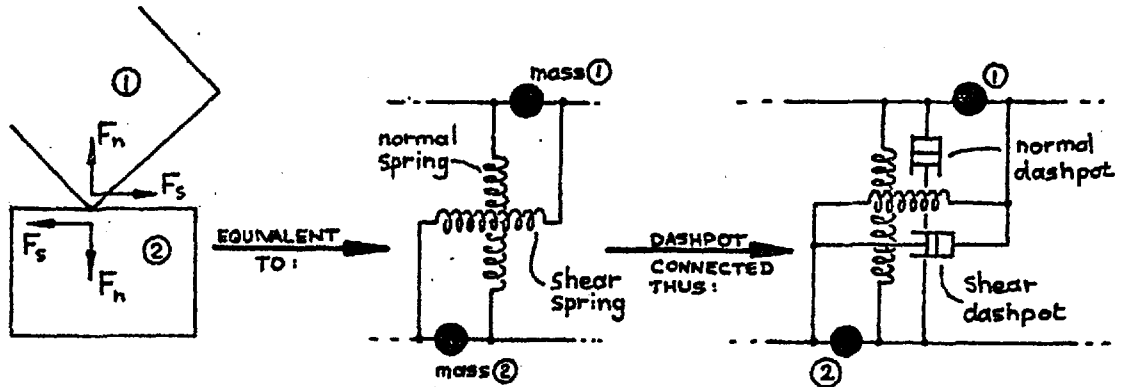 ①
Fn
Fs
Fs
②
Fn
EQUIVALENT
TO:
mass①
normal
spring
Shear
Spring
mass②
DASHPOT
CONNECTED
THUS:
①
normal
dashpot
Shear
dashpot
②